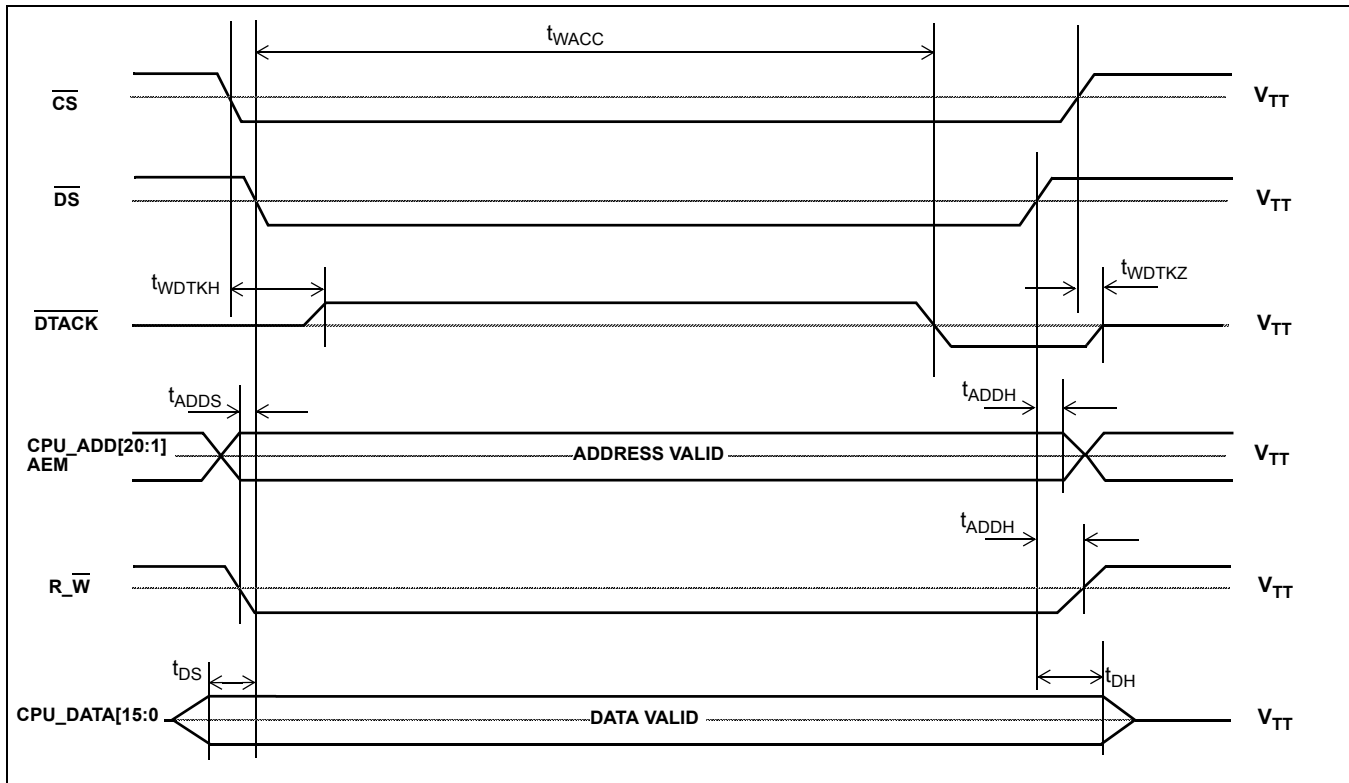 tWACC
CS
VTT
DS
VTT
tWDTKH
tWDTKZ
DTACK
VTT
tADDS
tADDH
CPU_ADD[20:1]
AEM
ADDRESS VALID
VTT
tADDH
R_W
VTT
tDS
tDH
CPU_DATA[15:0
DATA VALID
VTT